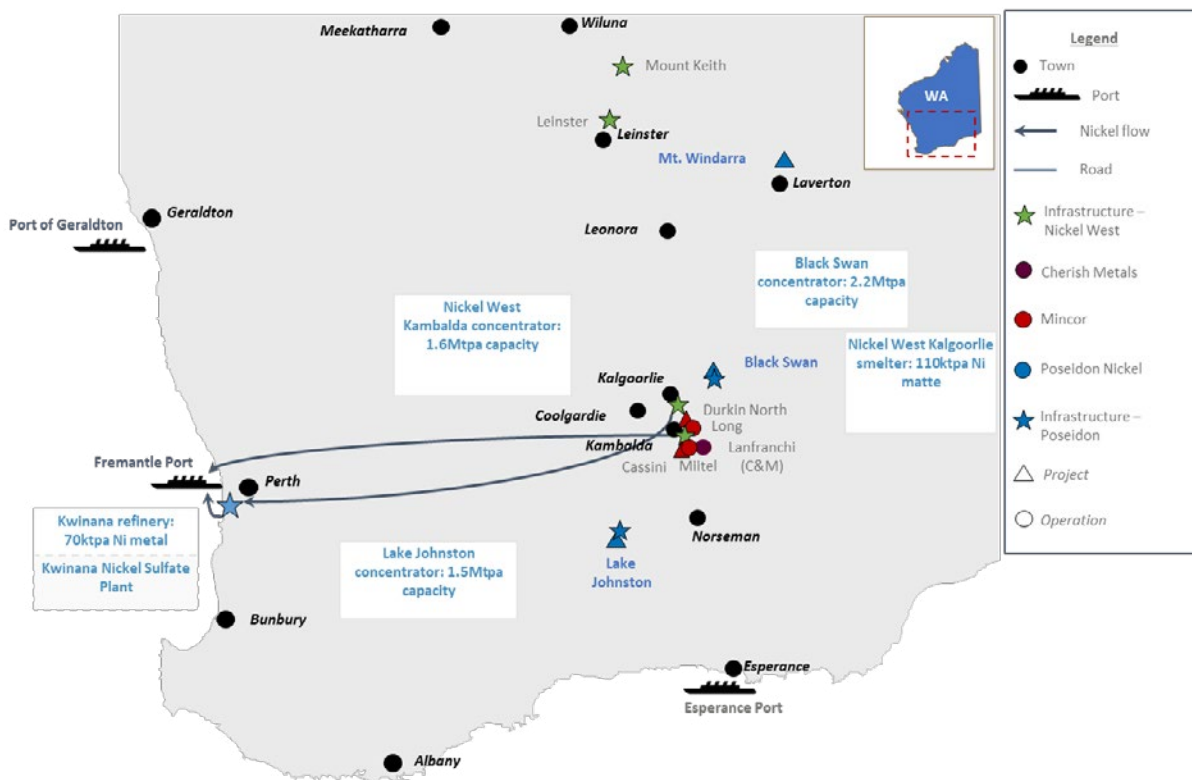 Meekatharra
Wiluna
Mount Keith
Leinster
Leinster
Mt. Windarra
Laverton
Geraldton
Port of Geraldton
Leonora
Black Swan
concentrator: 2.2Mtpa
capacity
Nickel West
Kambalda concentrator:
1.6Mtpa capacity
Nickel West Kalgoorlie
smelter: 110ktpa Ni
matte
Black Swan
Kalgoorlie
Coolgardie
Durkin North
Long
Kambalda
Lanfranchi
(C&M)
Cassini
Miltel
Fremantle Port
Perth
Kwinana refinery:
70ktpa Ni metal
Kwinana Nickel Sulfate
Plant
Norseman
Lake Johnston
concentrator: 1.5Mtpa
capacity
Lake
Johnston
Bunbury
Esperance
Esperance Port
Albany
WA
Legend
Town
Port
Nickel flow
Road
Infrastructure –
Nickel West
Cherish Metals
Mincor
Poseidon Nickel
Infrastructure –
Poseidon
Project
Operation